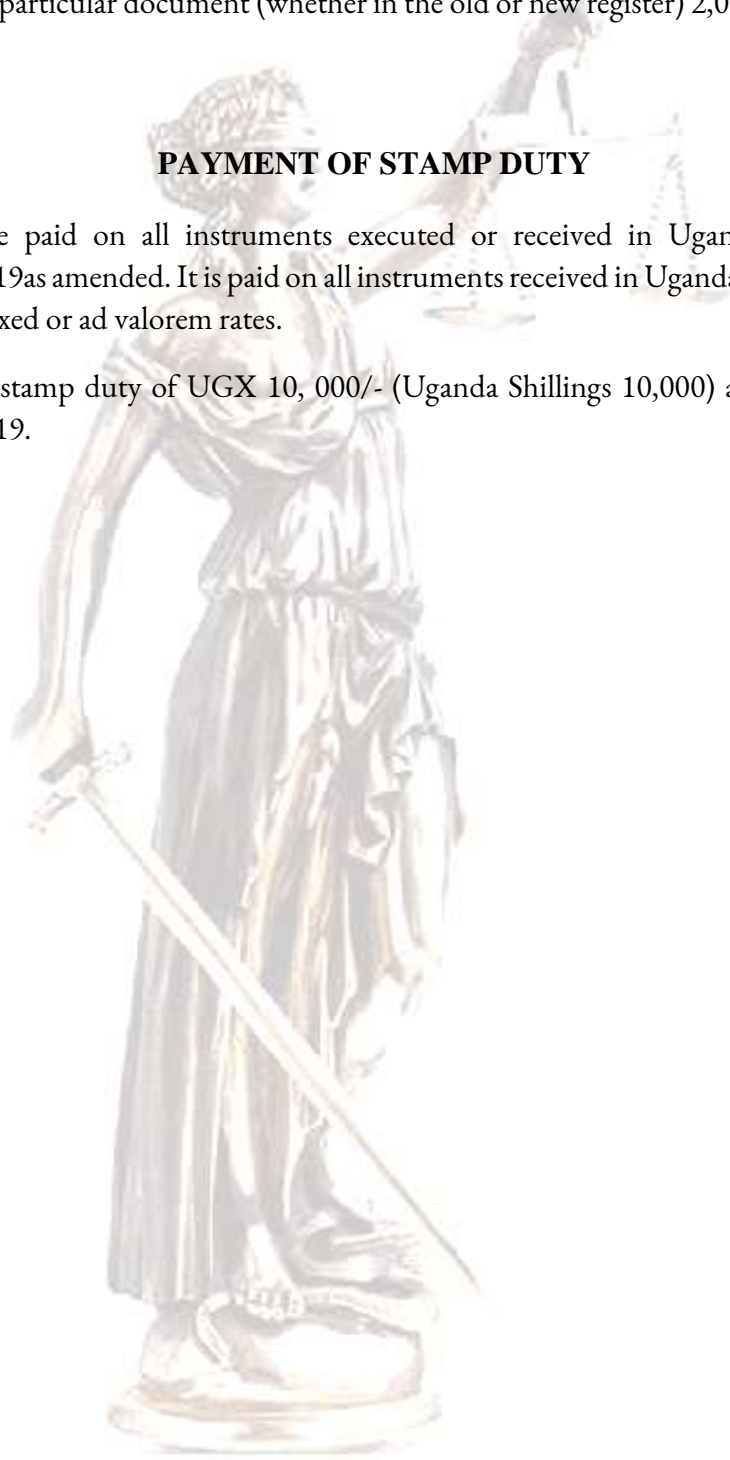 particular document (whether in the old or new register) 2,0
PAYMENT OF STAMP DUTY
e paid on all instruments executed or received in Ugan
19as amended. It is paid on all instruments received in Uganda
xed or ad valorem rates.
stamp duty of UGX 10, 000/- (Uganda Shillings 10,000) a
19.